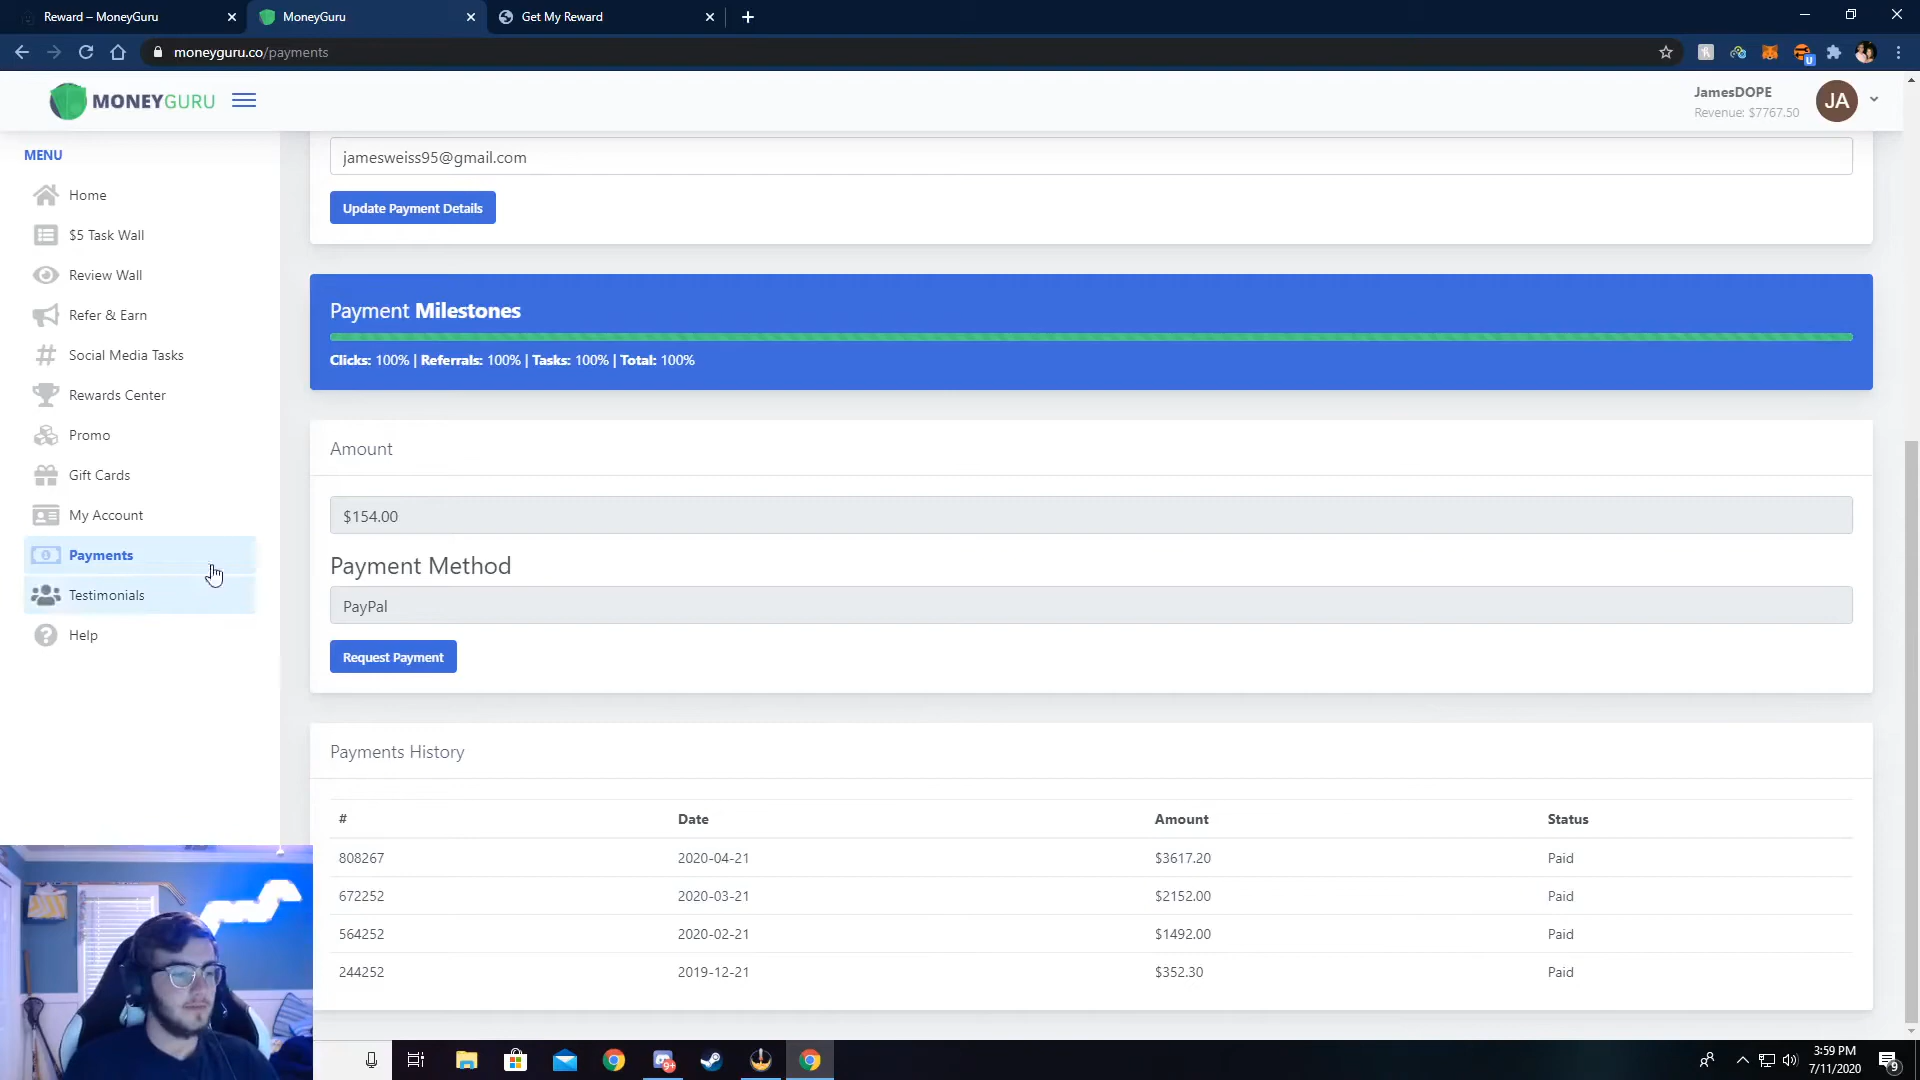 Reward – MoneyGuru
MoneyGuru
Get My Reward
moneyguru.co/payments
U
MONEYGURU
JamesDOPE
Revenue: $7767.50
JA
MENU
Home
$5 Task Wall
Review Wall
Refer & Earn
Social Media Tasks
Rewards Center
Promo
Gift Cards
My Account
Payments
Testimonials
Help
jamesweiss95@gmail.com
Update Payment Details
Payment Milestones
Clicks: 100% | Referrals: 100% | Tasks: 100% | Total: 100%
Amount
$154.00
Payment Method
PayPal
Request Payment
Payments History
# Date Amount Status
808267 2020-04-21 $3617.20 Paid
672252 2020-03-21 $2152.00 Paid
564252 2020-02-21 $1492.00 Paid
244252 2019-12-21 $352.30 Paid
9+
3:59 PM
7/11/2020
9